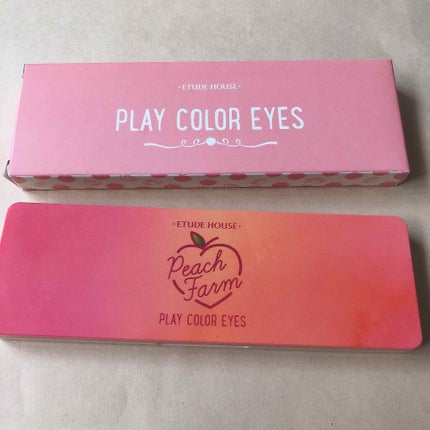 · ETUDE HOUSE ·
PLAY COLOR EYES
· ETUDE HOUSE ·
Peach
Farm
PLAY COLOR EYES